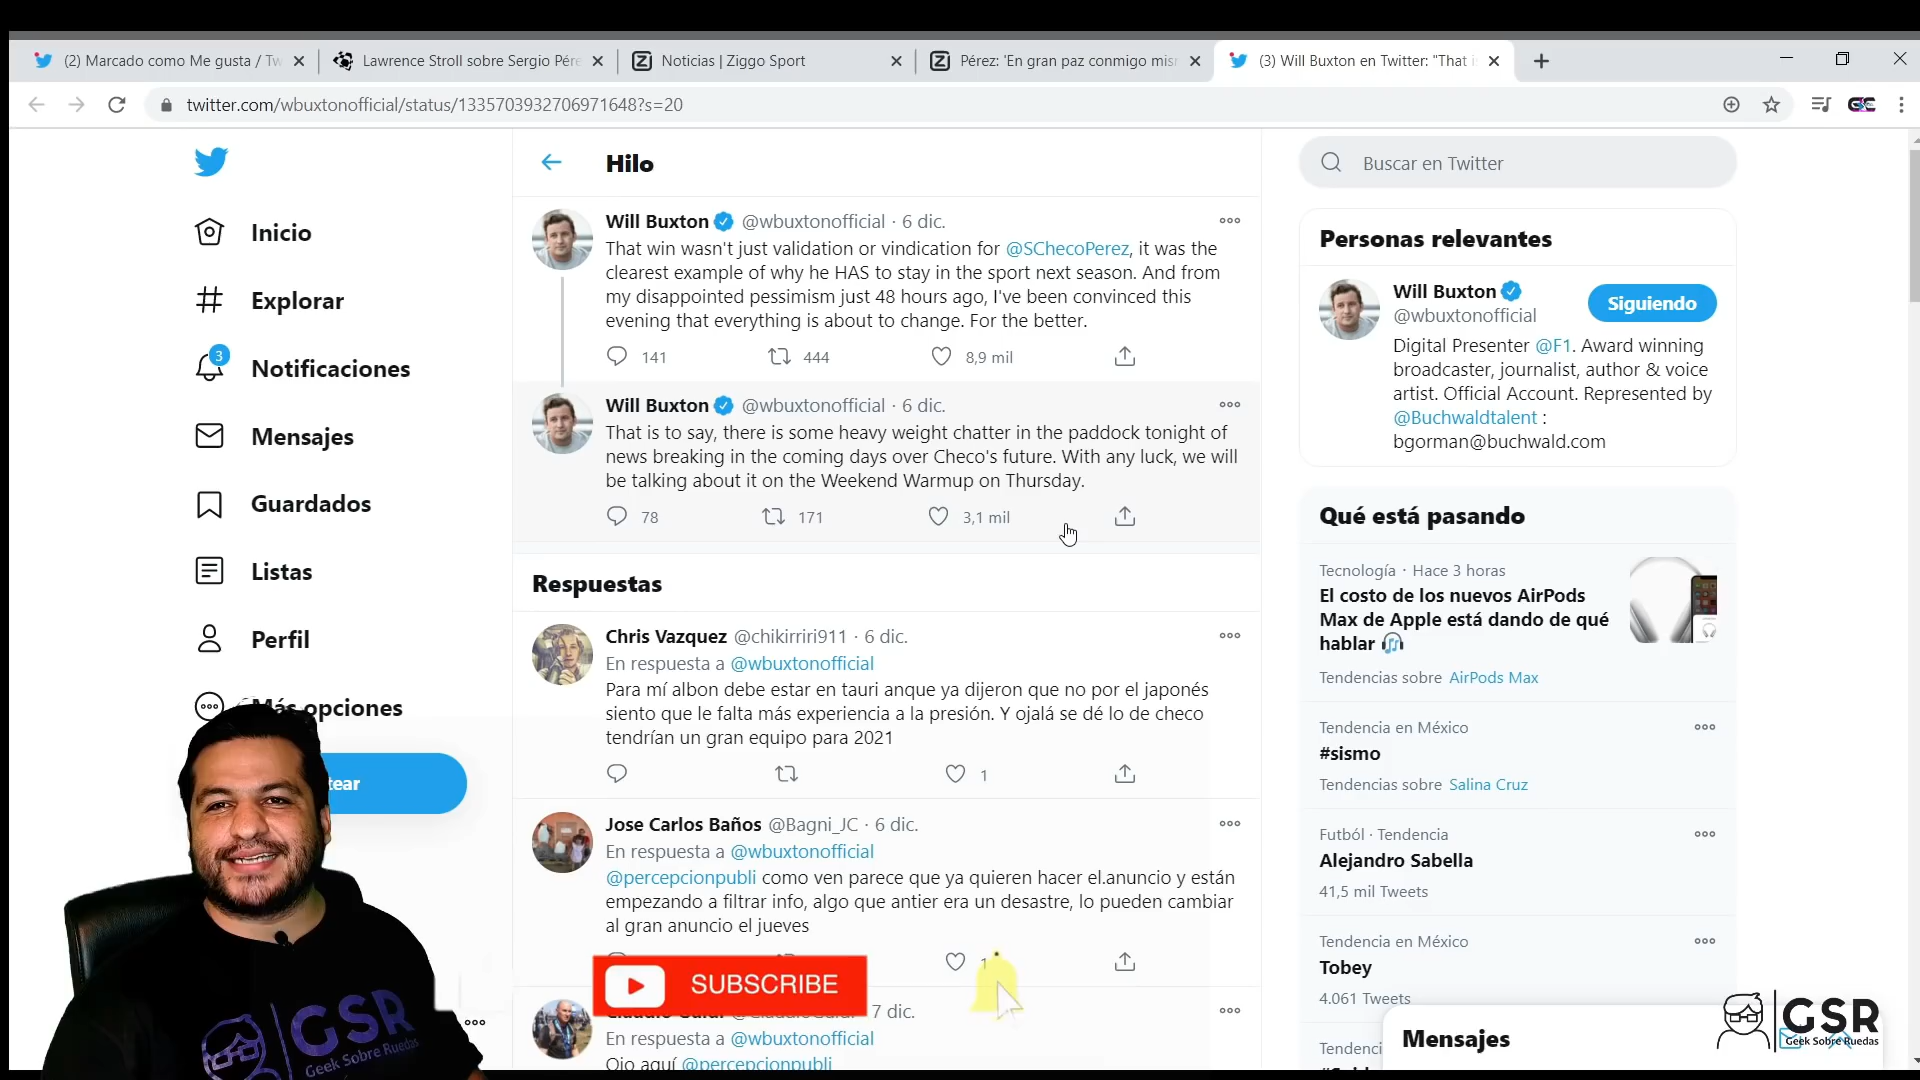 (2) Marcado como Me gusta / Tw
Lawrence Stroll sobre Sergio Pére
Noticias | Ziggo Sport
Pérez: 'En gran paz conmigo mism
(3) Will Buxton en Twitter: "That is
twitter.com/wbuxtonofficial/status/1335703932706971648?s=20
Hilo
Buscar en Twitter
Inicio
Explorar
3
Notificaciones
Mensajes
Guardados
Listas
Perfil
Más opciones
tear
Will Buxton @wbuxtonofficial · 6 dic.
That win wasn't just validation or vindication for @SChecoPerez, it was the
clearest example of why he HAS to stay in the sport next season. And from
my disappointed pessimism just 48 hours ago, I've been convinced this
evening that everything is about to change. For the better.
141 444 8,9 mil
Will Buxton @wbuxtonofficial · 6 dic.
That is to say, there is some heavy weight chatter in the paddock tonight of
news breaking in the coming days over Checo's future. With any luck, we will
be talking about it on the Weekend Warmup on Thursday.
78 171 3,1 mil
Respuestas
Chris Vazquez @chikirriri911 · 6 dic.
En respuesta a @wbuxtonofficial
Para mí albon debe estar en tauri anque ya dijeron que no por el japonés
siento que le falta más experiencia a la presión. Y ojalá se dé lo de checo
tendrían un gran equipo para 2021
1
Jose Carlos Baños @Bagni_JC · 6 dic.
En respuesta a @wbuxtonofficial
@percepcionpubli como ven parece que ya quieren hacer el.anuncio y están
empezando a filtrar info, algo que antier era un desastre, lo pueden cambiar
al gran anuncio el jueves
1
SUBSCRIBE
7 dic.
En respuesta a @wbuxtonofficial
Ojo aquí @percepcionpubli
Personas relevantes
Will Buxton
@wbuxtonofficial
Siguiendo
Digital Presenter @F1. Award winning
broadcaster, journalist, author & voice
artist. Official Account. Represented by
@Buchwaldtalent :
bgorman@buchwald.com
Qué está pasando
Tecnología · Hace 3 horas
El costo de los nuevos AirPods
Max de Apple está dando de qué
hablar
Tendencias sobre AirPods Max
Tendencia en México
#sismo
Tendencias sobre Salina Cruz
Futból · Tendencia
Alejandro Sabella
41,5 mil Tweets
Tendencia en México
Tobey
4.061 Tweets
Tendenci
Mensajes
GSR
Geek Sobre Ruedas
GSR
Geek Sobre Ruedas